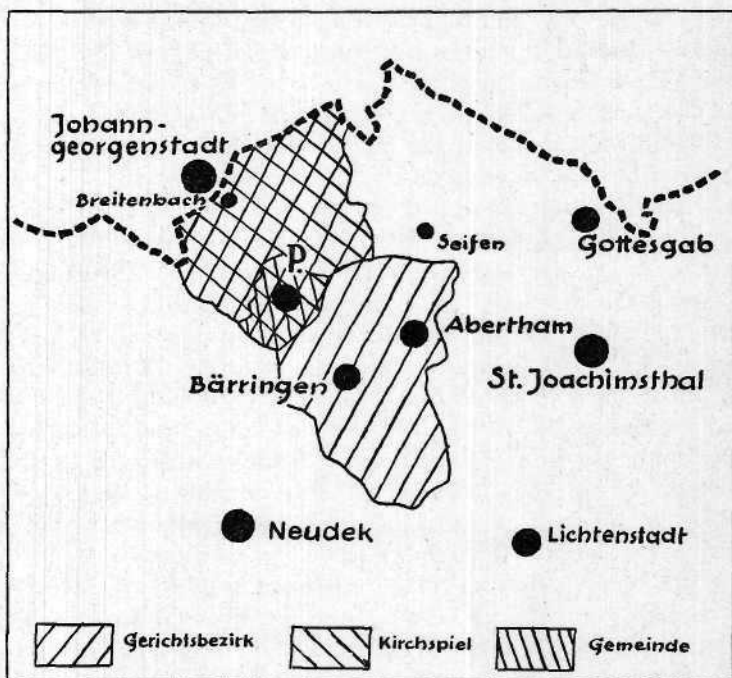 Johann-
georgenstadt
Breitenbach
P.
Seifen
Gottesgab
Abertham
Bärringen
St. Joachimsthal
Neudek
Lichtenstadt
Gerichtsbezirk
Kirchspiel
Gemeinde